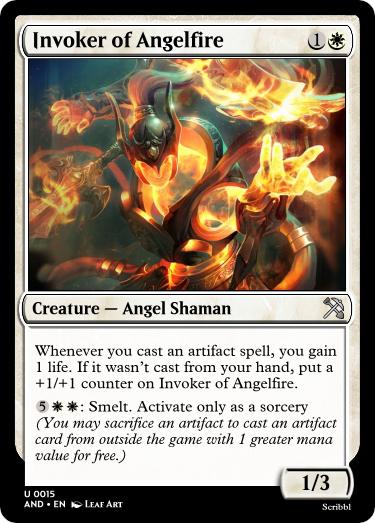 Invoker of Angelfire 1
Creature — Angel Shaman
Whenever you cast an artifact spell, you gain
1 life. If it wasn't cast from your hand, put a
+1/+1 counter on Invoker of Angelfire.
5: Smelt. Activate only as a sorcery
(You may sacrifice an artifact to cast an artifact
card from outside the game with 1 greater mana
value for free.)
1/3
U 0015
AND • EN Leaf Art
Scribbl